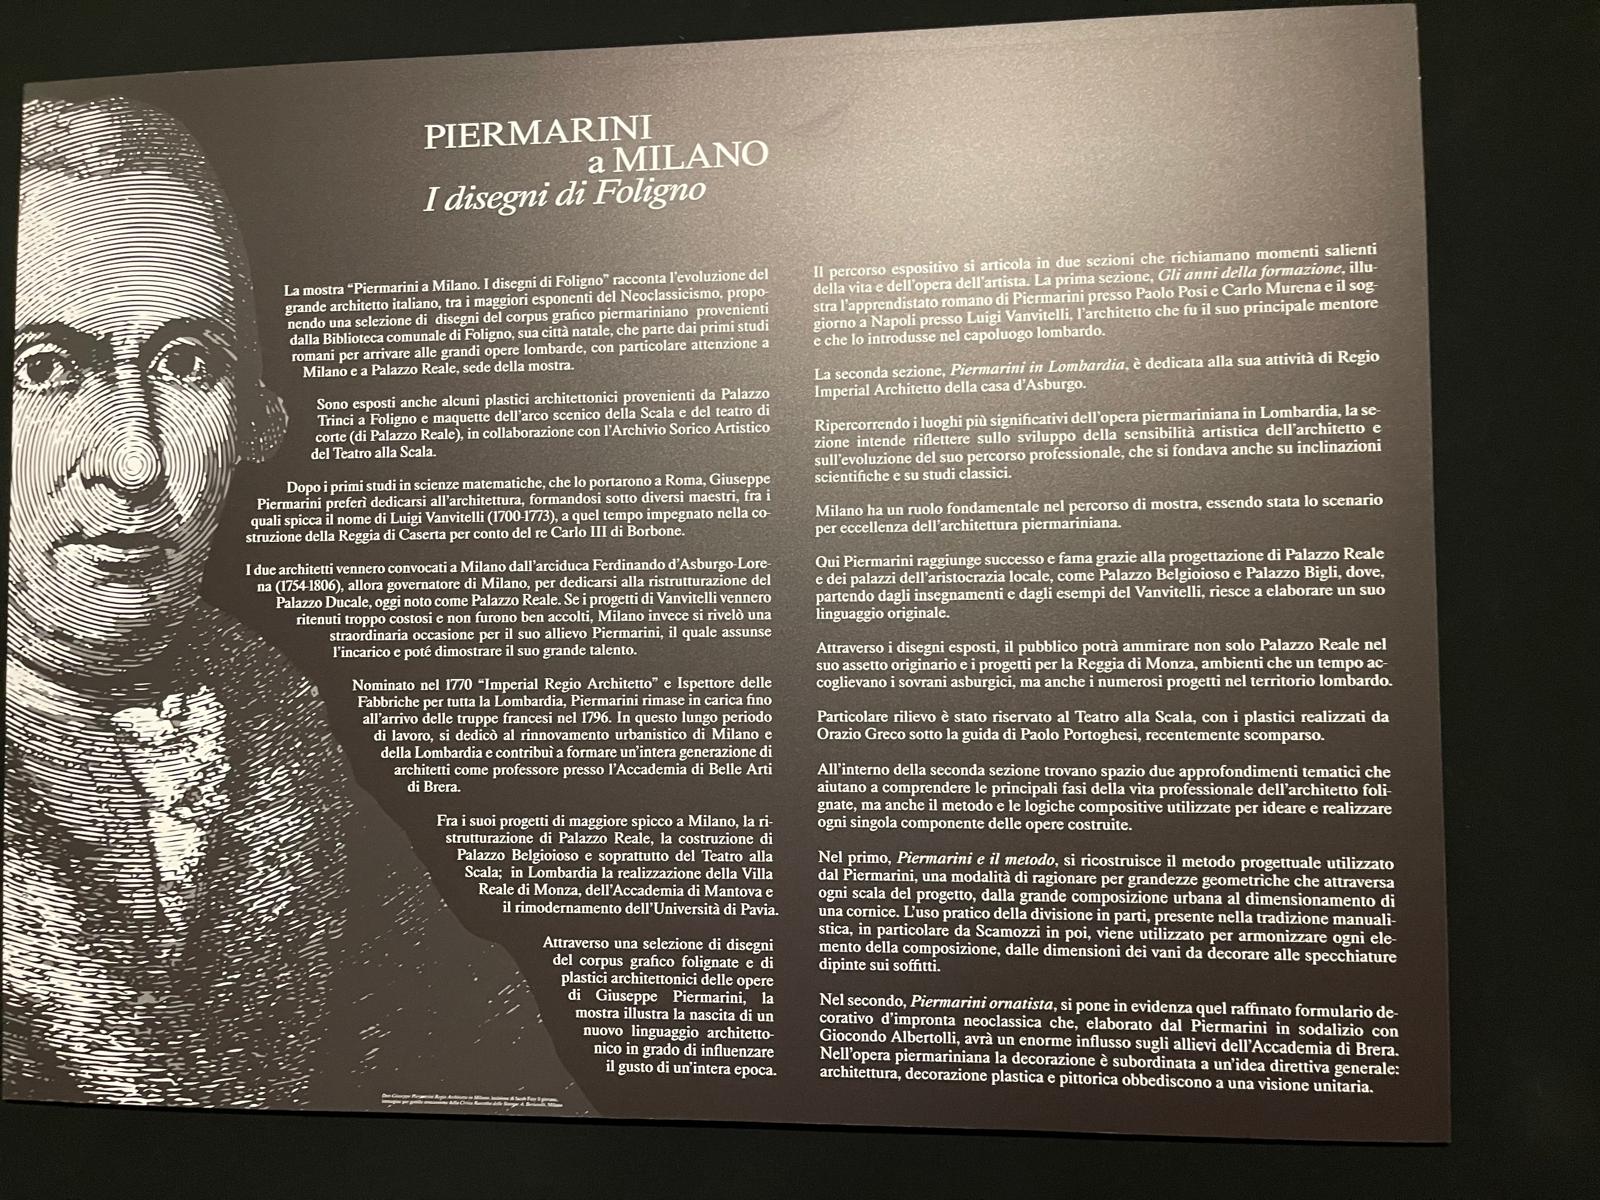 PIERMARINI
a MILANO
I disegni di Foligno
La mostra “Piermarini a Milano. I disegni di Foligno” racconta l’evoluzione del
grande architetto italiano, tra i maggiori esponenti del Neoclassicismo, propo-
nendo una selezione di disegni del corpus grafico piermariniano provenienti
dalla Biblioteca comunale di Foligno, sua città natale, che parte dai primi studi
romani per arrivare alle grandi opere lombarde, con particolare attenzione a
Milano e a Palazzo Reale, sede della mostra.
Sono esposti anche alcuni plastici architettonici provenienti da Palazzo
Trinci a Foligno e maquette dell’arco scenico della Scala e del teatro di
corte (di Palazzo Reale), in collaborazione con l’Archivio Sorico Artistico
del Teatro alla Scala.
Dopo i primi studi in scienze matematiche, che lo portarono a Roma, Giuseppe
Piermarini preferì dedicarsi all’architettura, formandosi sotto diversi maestri, fra i
quali spicca il nome di Luigi Vanvitelli (1700-1773), a quel tempo impegnato nella co-
struzione della Reggia di Caserta per conto del re Carlo III di Borbone.
I due architetti vennero convocati a Milano dall’arciduca Ferdinando d’Asburgo-Lore-
na (1754-1806), allora governatore di Milano, per dedicarsi alla ristrutturazione del
Palazzo Ducale, oggi noto come Palazzo Reale. Se i progetti di Vanvitelli vennero
ritenuti troppo costosi e non furono ben accolti, Milano invece si rivelò una
straordinaria occasione per il suo allievo Piermarini, il quale assunse
l’incarico e poté dimostrare il suo grande talento.
Nominato nel 1770 “Imperial Regio Architetto” e Ispettore delle
Fabbriche per tutta la Lombardia, Piermarini rimase in carica fino
all’arrivo delle truppe francesi nel 1796. In questo lungo periodo
di lavoro, si dedicò al rinnovamento urbanistico di Milano e
della Lombardia e contribuì a formare un’intera generazione di
architetti come professore presso l’Accademia di Belle Arti
di Brera.
Fra i suoi progetti di maggiore spicco a Milano, la ri-
strutturazione di Palazzo Reale, la costruzione di
Palazzo Belgioioso e soprattutto del Teatro alla
Scala; in Lombardia la realizzazione della Villa
Reale di Monza, dell’Accademia di Mantova e
il rimodernamento dell’Università di Pavia.
Attraverso una selezione di disegni
del corpus grafico folignate e di
plastici architettonici delle opere
di Giuseppe Piermarini, la
mostra illustra la nascita di un
nuovo linguaggio architetto-
nico in grado di influenzare
il gusto di un’intera epoca.
Il percorso espositivo si articola in due sezioni che richiamano momenti salienti
della vita e dell’opera dell’artista. La prima sezione, Gli anni della formazione, illu-
stra l’apprendistato romano di Piermarini presso Paolo Posi e Carlo Murena e il sog-
giorno a Napoli presso Luigi Vanvitelli, l’architetto che fu il suo principale mentore
e che lo introdusse nel capoluogo lombardo.
La seconda sezione, Piermarini in Lombardia, è dedicata alla sua attività di Regio
Imperial Architetto della casa d’Asburgo.
Ripercorrendo i luoghi più significativi dell’opera piermariniana in Lombardia, la se-
zione intende riflettere sullo sviluppo della sensibilità artistica dell’architetto e
sull’evoluzione del suo percorso professionale, che si fondava anche su inclinazioni
scientifiche e su studi classici.
Milano ha un ruolo fondamentale nel percorso di mostra, essendo stata lo scenario
per eccellenza dell’architettura piermariniana.
Qui Piermarini raggiunge successo e fama grazie alla progettazione di Palazzo Reale
e dei palazzi dell’aristocrazia locale, come Palazzo Belgioioso e Palazzo Bigli, dove,
partendo dagli insegnamenti e dagli esempi del Vanvitelli, riesce a elaborare un suo
linguaggio originale.
Attraverso i disegni esposti, il pubblico potrà ammirare non solo Palazzo Reale nel
suo assetto originario e i progetti per la Reggia di Monza, ambienti che un tempo ac-
coglievano i sovrani asburgici, ma anche i numerosi progetti nel territorio lombardo.
Particolare rilievo è stato riservato al Teatro alla Scala, con i plastici realizzati da
Orazio Greco sotto la guida di Paolo Portoghesi, recentemente scomparso.
All’interno della seconda sezione trovano spazio due approfondimenti tematici che
aiutano a comprendere le principali fasi della vita professionale dell’architetto foli-
gnate, ma anche il metodo e le logiche compositive utilizzate per ideare e realizzare
ogni singola componente delle opere costruite.
Nel primo, Piermarini e il metodo, si ricostruisce il metodo progettuale utilizzato
dal Piermarini, una modalità di ragionare per grandezze geometriche che attraversa
ogni scala del progetto, dalla grande composizione urbana al dimensionamento di
una cornice. L’uso pratico della divisione in parti, presente nella tradizione manuali-
stica, in particolare da Scamozzi in poi, viene utilizzato per armonizzare ogni ele-
mento della composizione, dalle dimensioni dei vani da decorare alle specchiature
dipinte sui soffitti.
Nel secondo, Piermarini ornatista, si pone in evidenza quel raffinato formulario de-
corativo d’impronta neoclassica che, elaborato dal Piermarini in sodalizio con
Giocondo Albertolli, avrà un enorme influsso sugli allievi dell’Accademia di Brera.
Nell’opera piermariniana la decorazione è subordinata a un’idea direttiva generale:
architettura, decorazione plastica e pittorica obbediscono a una visione unitaria.